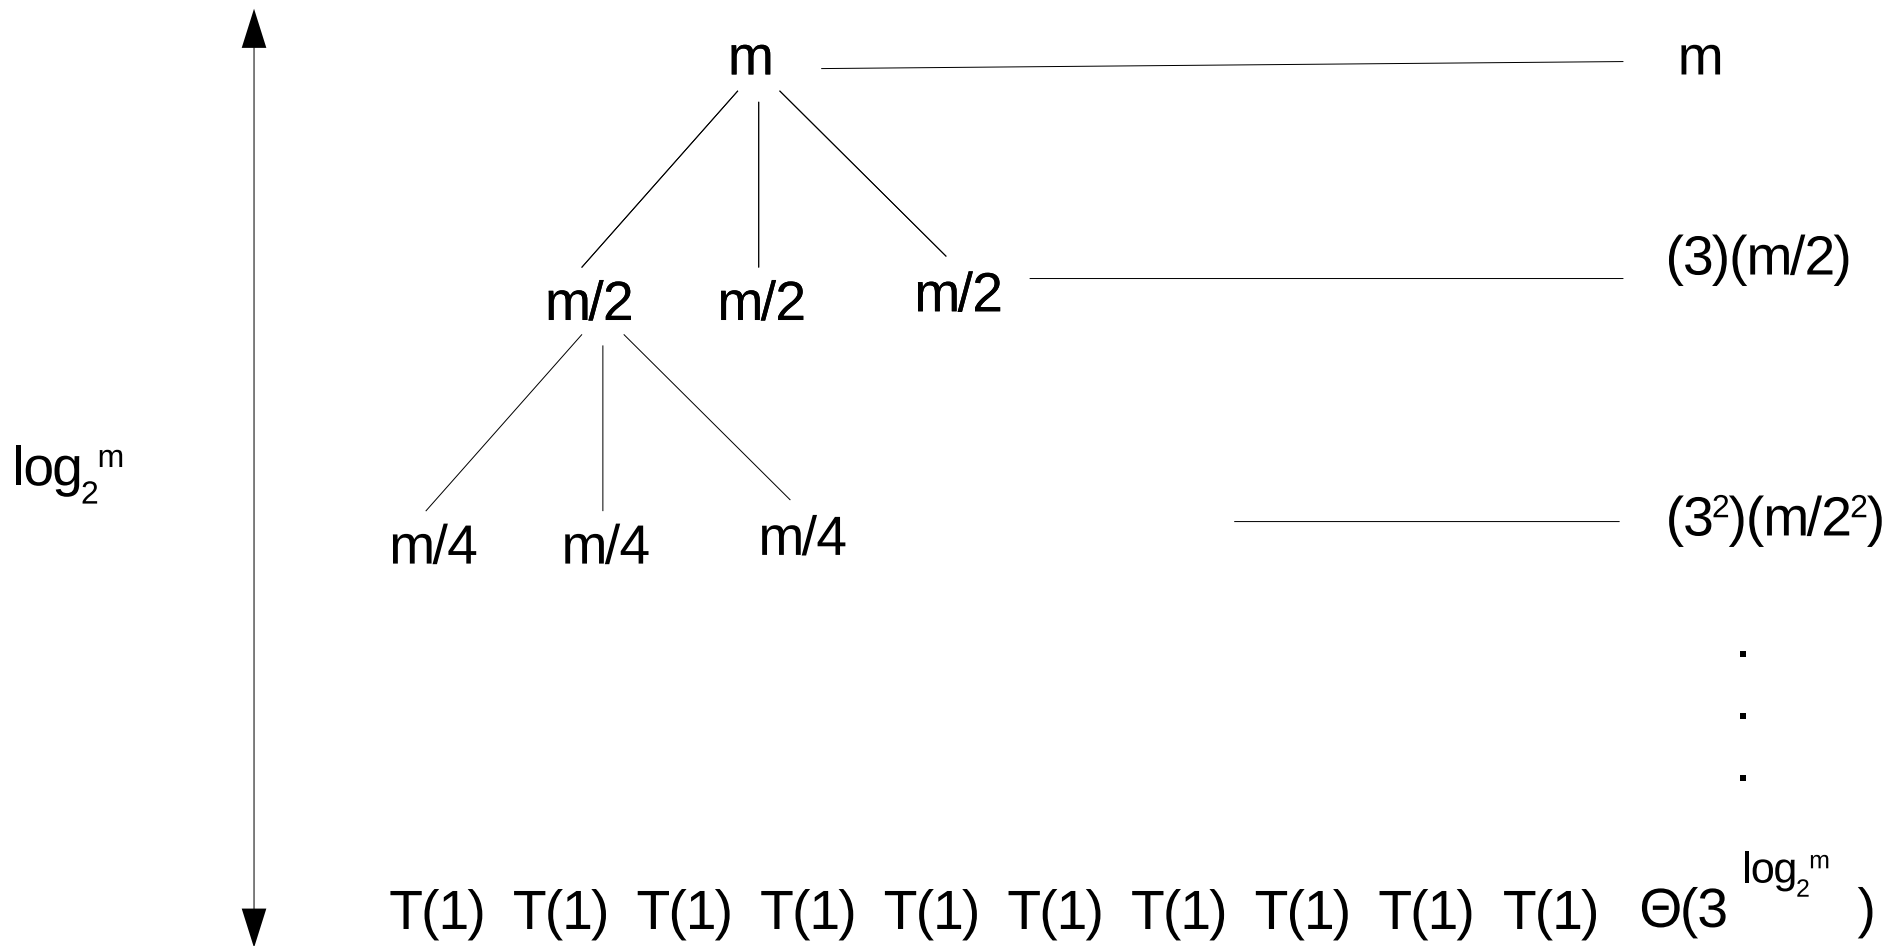 m m
(3)(m/2)
m/2 m/2 m/2
log₂ᵐ
(3²)(m/2²)
m/4 m/4 m/4
.
.
.
T(1) T(1) T(1) T(1) T(1) T(1) T(1) T(1) T(1) T(1) Θ(3^log₂ᵐ)